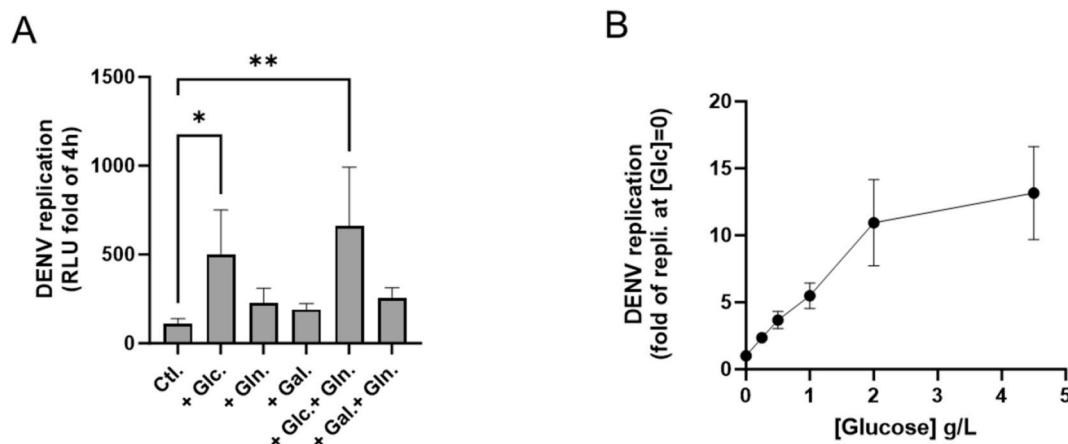 A
DENV replication
(RLU fold of 4h)
1500
1000
500
0
*
**
Ctl.
+ Glc.
+ Gln.
+ Gal.
+ Glc.+ Gln.
+ Gal.+ Gln.
B
DENV replication
(fold of repli. at [Glc]=0)
20
15
10
5
0
0 1 2 3 4 5
[Glucose] g/L